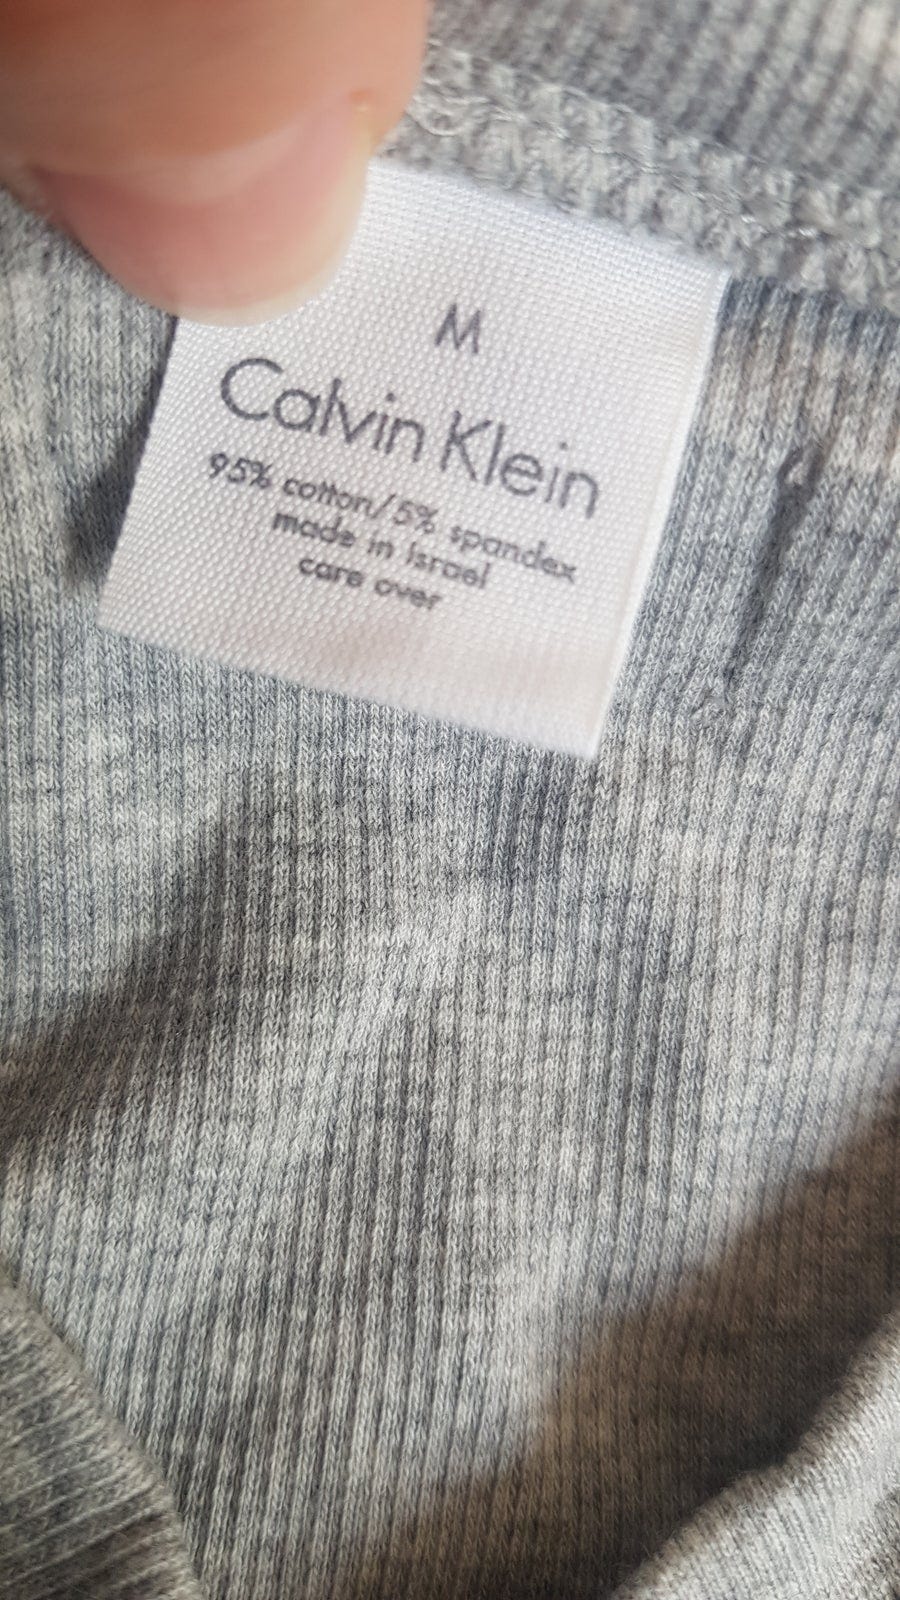 M
Calvin Klein
95% cotton/5% spandex
made in Israel
care over